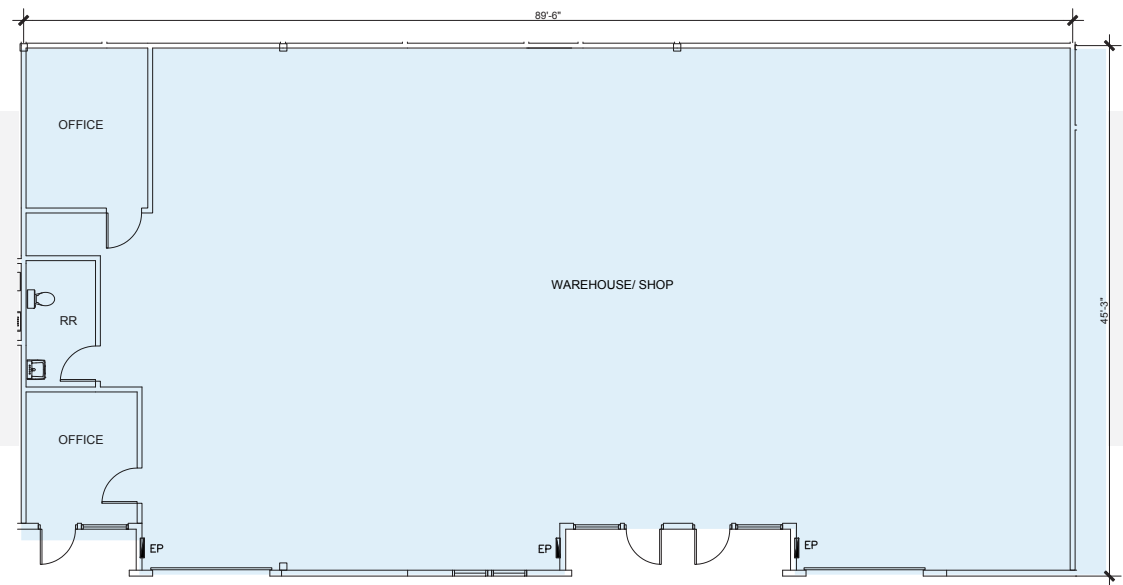 89'-6"
OFFICE
WAREHOUSE/ SHOP
45'-3"
RR
OFFICE
EP
EP
EP